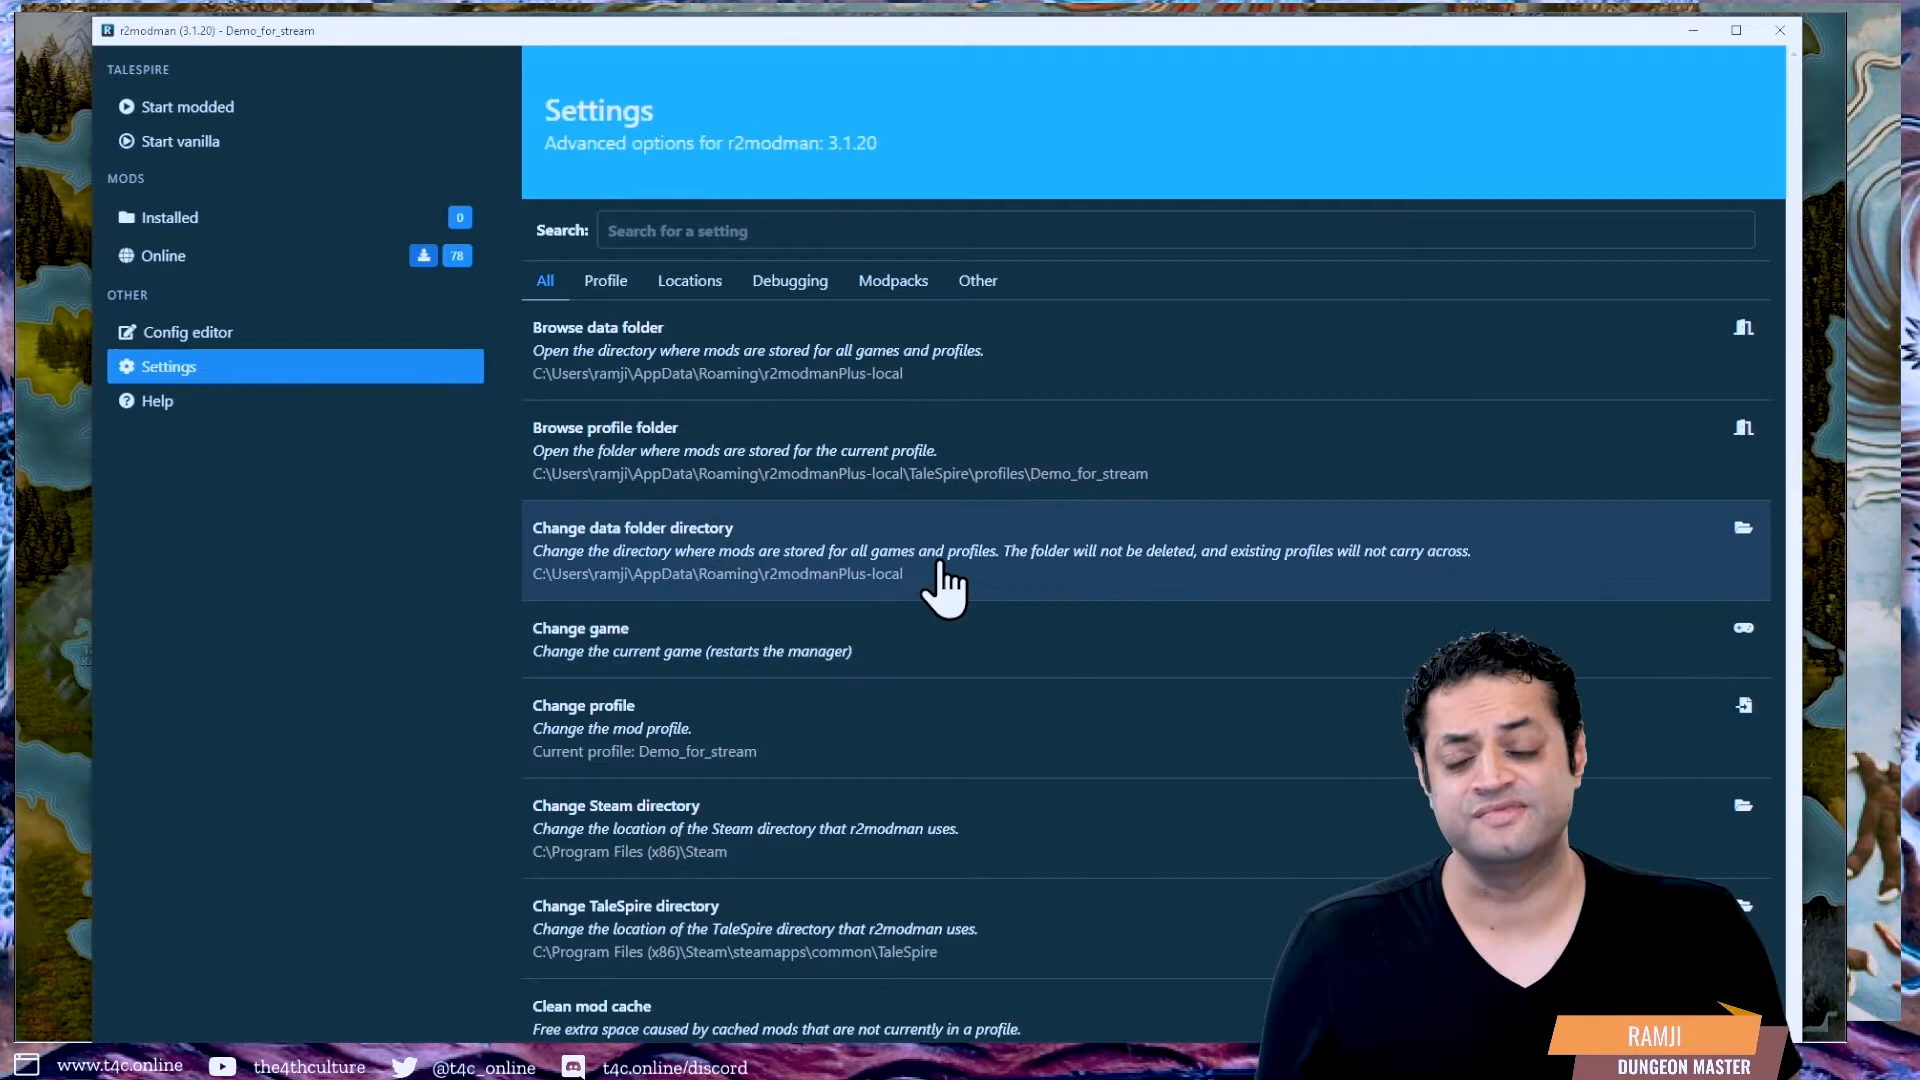 r2modman (3.1.20) - Demo_for_stream
TALESPIRE
Start modded
Start vanilla
MODS
Installed 0
Online 78
OTHER
Config editor
Settings
Help
Settings
Advanced options for r2modman: 3.1.20
Search: Search for a setting
All Profile Locations Debugging Modpacks Other
Browse data folder
Open the directory where mods are stored for all games and profiles.
C:\Users\ramji\AppData\Roaming\r2modmanPlus-local
Browse profile folder
Open the folder where mods are stored for the current profile.
C:\Users\ramji\AppData\Roaming\r2modmanPlus-local\TaleSpire\profiles\Demo_for_stream
Change data folder directory
Change the directory where mods are stored for all games and profiles. The folder will not be deleted, and existing profiles will not carry across.
C:\Users\ramji\AppData\Roaming\r2modmanPlus-local
Change game
Change the current game (restarts the manager)
Change profile
Change the mod profile.
Current profile: Demo_for_stream
Change Steam directory
Change the location of the Steam directory that r2modman uses.
C:\Program Files (x86)\Steam
Change TaleSpire directory
Change the location of the TaleSpire directory that r2modman uses.
C:\Program Files (x86)\Steam\steamapps\common\TaleSpire
Clean mod cache
Free extra space caused by cached mods that are not currently in a profile.
RAMJI
DUNGEON MASTER
www.t4c.online the4thculture @t4c_online t4c.online/discord